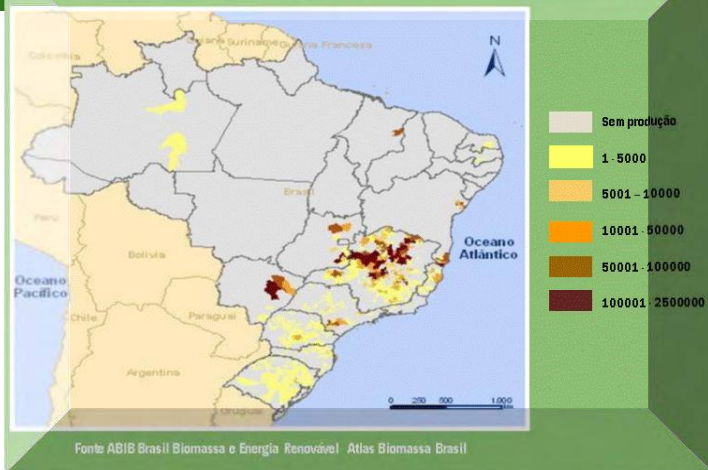 Colombia
Guiana
Suriname
Guiana Francesa
N
Brasil
Peru
Bolivia
Oceano
Pacífico
Oceano
Atlântico
Chile
Paraguai
Argentina
Uruguai
0 250 500 1.000
Sem produção
1 - 5000
5001 – 10000
10001 - 50000
50001 - 100000
100001 - 2500000
Fonte ABIB Brasil Biomassa e Energia Renovável Atlas Biomassa Brasil